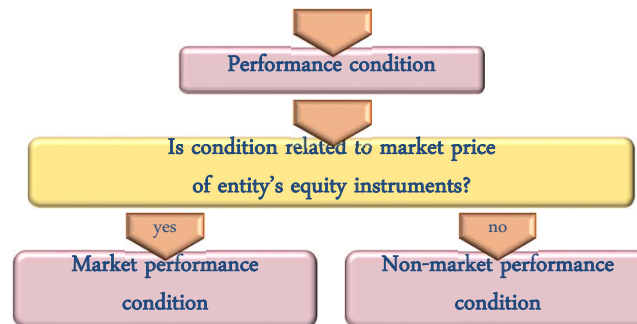 Performance condition
Is condition related to market price
of entity's equity instruments?
yes
no
Market performance
condition
Non-market performance
condition